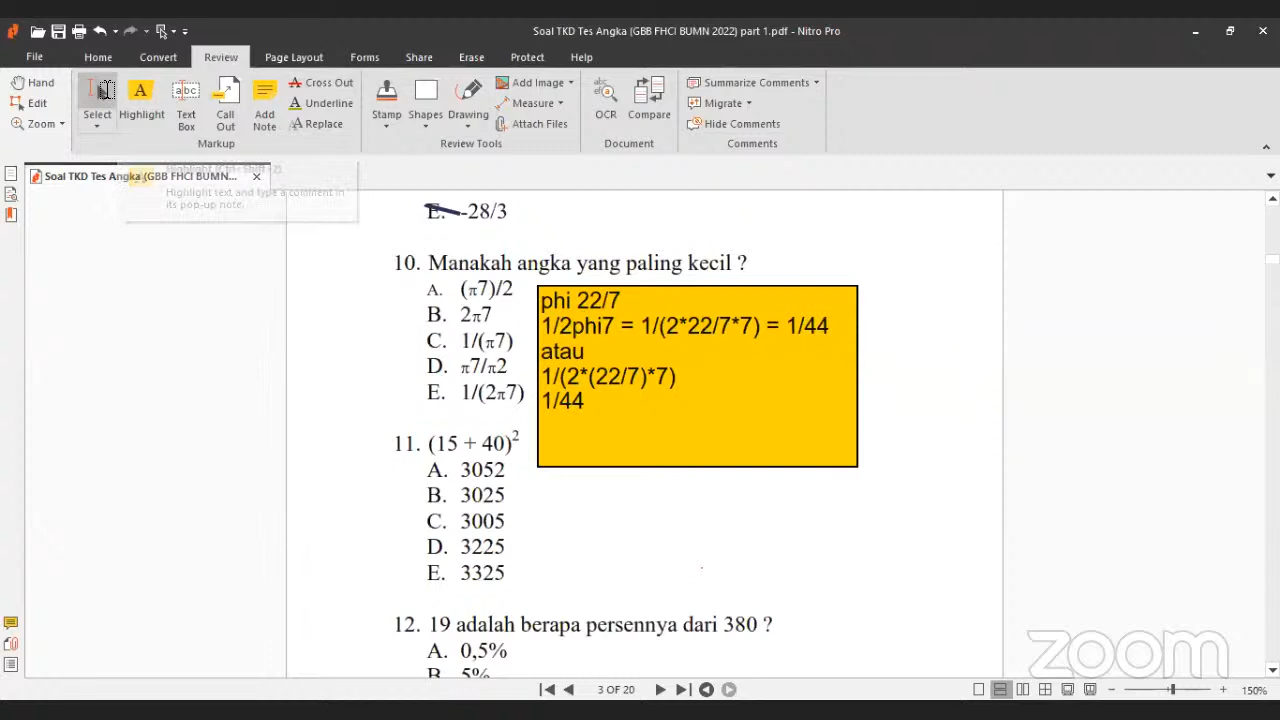 Soal TKD Tes Angka (GBB FHCI BUMN 2022) part 1.pdf - Nitro Pro
File
Home
Convert
Review
Page Layout
Forms
Share
Erase
Protect
Help
Hand
Edit
Zoom
Select
Highlight
Text Box
Call Out
Add Note
Cross Out
Underline
Replace
Markup
Stamp
Shapes
Drawing
Add Image
Measure
Attach Files
Review Tools
OCR
Compare
Document
Summarize Comments
Migrate
Hide Comments
Comments
Soal TKD Tes Angka (GBB FHCI BUMN...
Highlight (Ctrl+Shift+Z)
Highlight text and type a comment in
its pop-up note.
E. -28/3
10. Manakah angka yang paling kecil ?
A. (π7)/2
B. 2π7
C. 1/(π7)
D. π7/π2
E. 1/(2π7)
phi 22/7
1/2phi7 = 1/(2*22/7*7) = 1/44
atau
1/(2*(22/7)*7)
1/44
11. (15 + 40)²
A. 3052
B. 3025
C. 3005
D. 3225
E. 3325
12. 19 adalah berapa persennya dari 380 ?
A. 0,5%
B. 5%
zoom
3 OF 20
150%